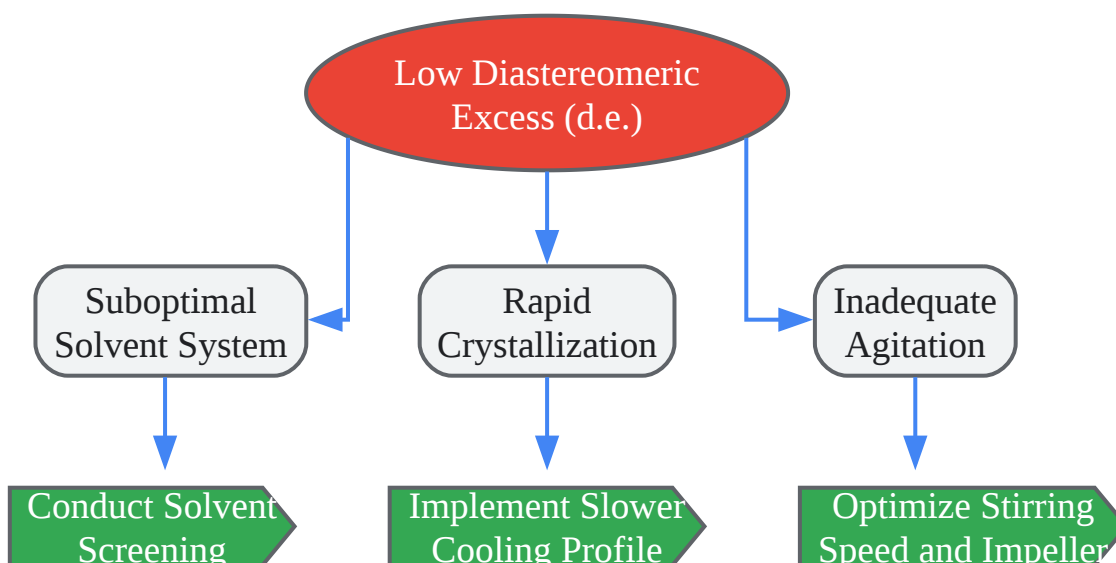 Low Diastereomeric
Excess (d.e.)
Suboptimal
Solvent System
Rapid
Crystallization
Inadequate
Agitation
Conduct Solvent
Screening
Implement Slower
Cooling Profile
Optimize Stirring
Speed and Impeller